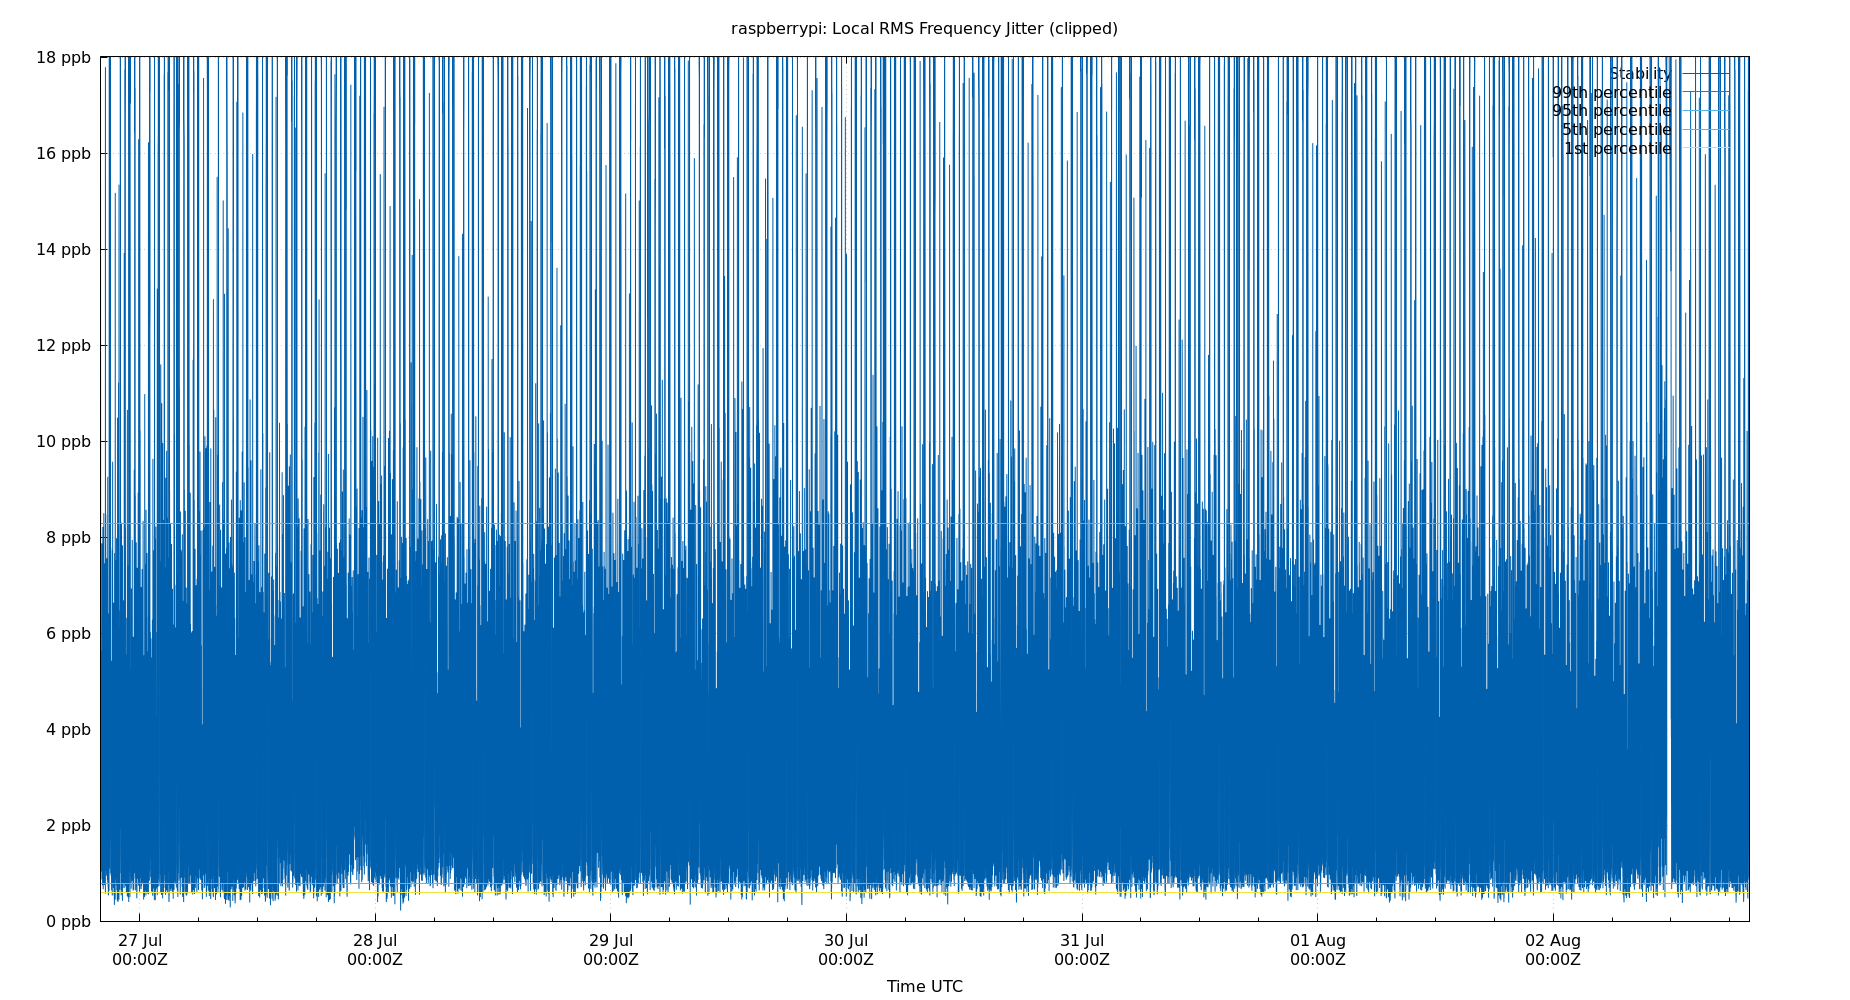 raspberrypi: Local RMS Frequency Jitter (clipped)
18 ppb
16 ppb
14 ppb
12 ppb
10 ppb
8 ppb
6 ppb
4 ppb
2 ppb
0 ppb
Stability
99th percentile
95th percentile
5th percentile
1st percentile
27 Jul 28 Jul 29 Jul 30 Jul 31 Jul 01 Aug 02 Aug
00:00Z 00:00Z 00:00Z 00:00Z 00:00Z 00:00Z 00:00Z
Time UTC